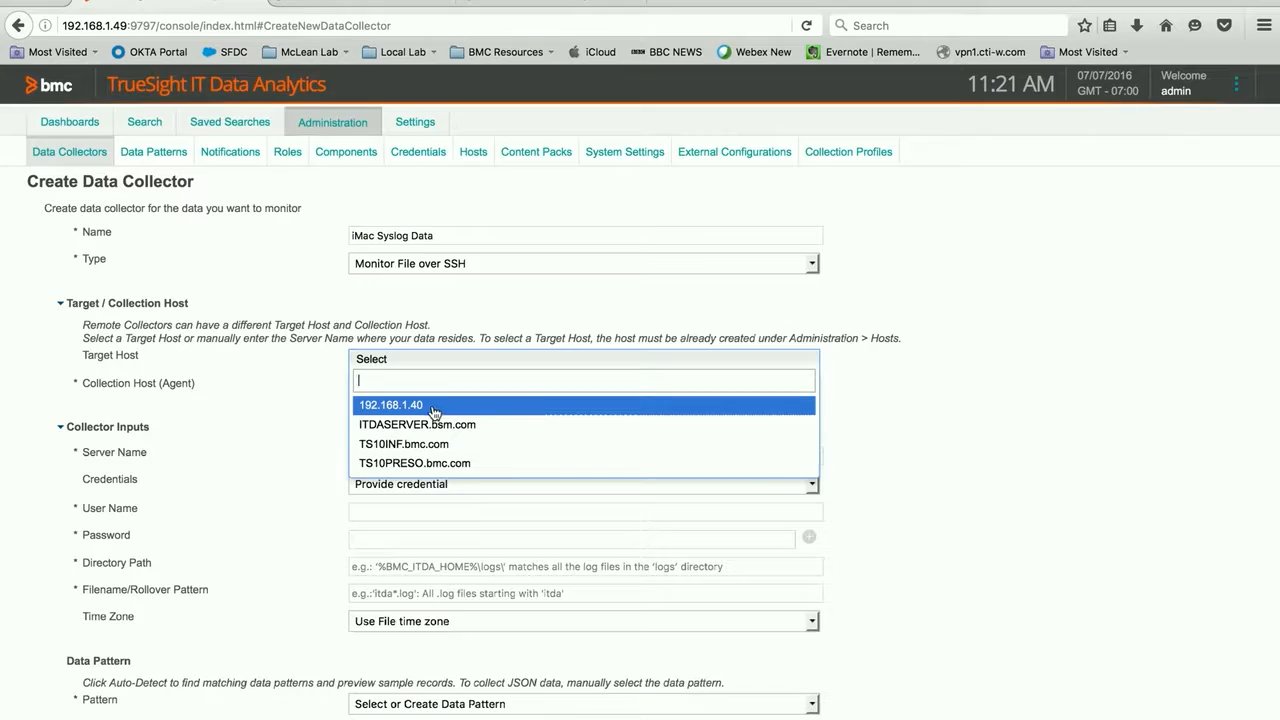 192.168.1.49:9797/console/index.html#CreateNewDataCollector
Search
Most Visited OKTA Portal SFDC McLean Lab Local Lab BMC Resources iCloud BBC NEWS Webex New Evernote | Remem... vpn1.cti-w.com Most Visited
bmc TrueSight IT Data Analytics 11:21 AM 07/07/2016 Welcome
GMT - 07:00 admin
Dashboards Search Saved Searches Administration Settings
Data Collectors Data Patterns Notifications Roles Components Credentials Hosts Content Packs System Settings External Configurations Collection Profiles
Create Data Collector
Create data collector for the data you want to monitor
* Name iMac Syslog Data
* Type Monitor File over SSH
Target / Collection Host
Remote Collectors can have a different Target Host and Collection Host.
Select a Target Host or manually enter the Server Name where your data resides. To select a Target Host, the host must be already created under Administration > Hosts.
Target Host Select
* Collection Host (Agent)
192.168.1.40
ITDASERVER.bsm.com
TS10INF.bmc.com
TS10PRESO.bmc.com
Collector Inputs
* Server Name
Credentials Provide credential
* User Name
* Password
* Directory Path e.g.: '%BMC_ITDA_HOME%\logs\' matches all the log files in the 'logs' directory
* Filename/Rollover Pattern e.g.:'itda*.log': All .log files starting with 'itda'
Time Zone Use File time zone
Data Pattern
Click Auto-Detect to find matching data patterns and preview sample records. To collect JSON data, manually select the data pattern.
* Pattern Select or Create Data Pattern